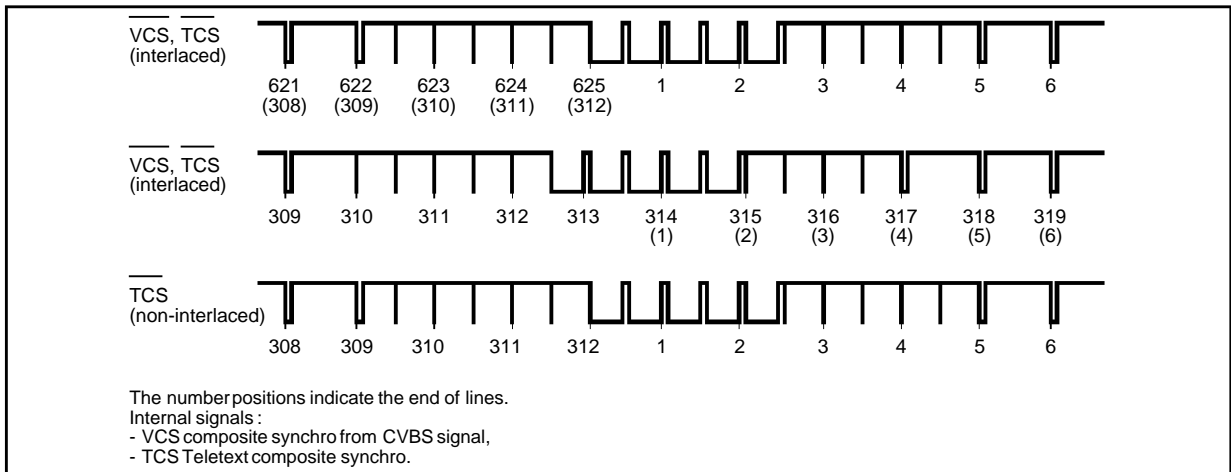 VCS, TCS
(interlaced)
621 622 623 624 625 1 2 3 4 5 6
(308) (309) (310) (311) (312)
VCS, TCS
(interlaced)
309 310 311 312 313 314 315 316 317 318 319
(1) (2) (3) (4) (5) (6)
TCS
(non-interlaced)
308 309 310 311 312 1 2 3 4 5 6
The number positions indicate the end of lines.
Internal signals :
- VCS composite synchro from CVBS signal,
- TCS Teletext composite synchro.